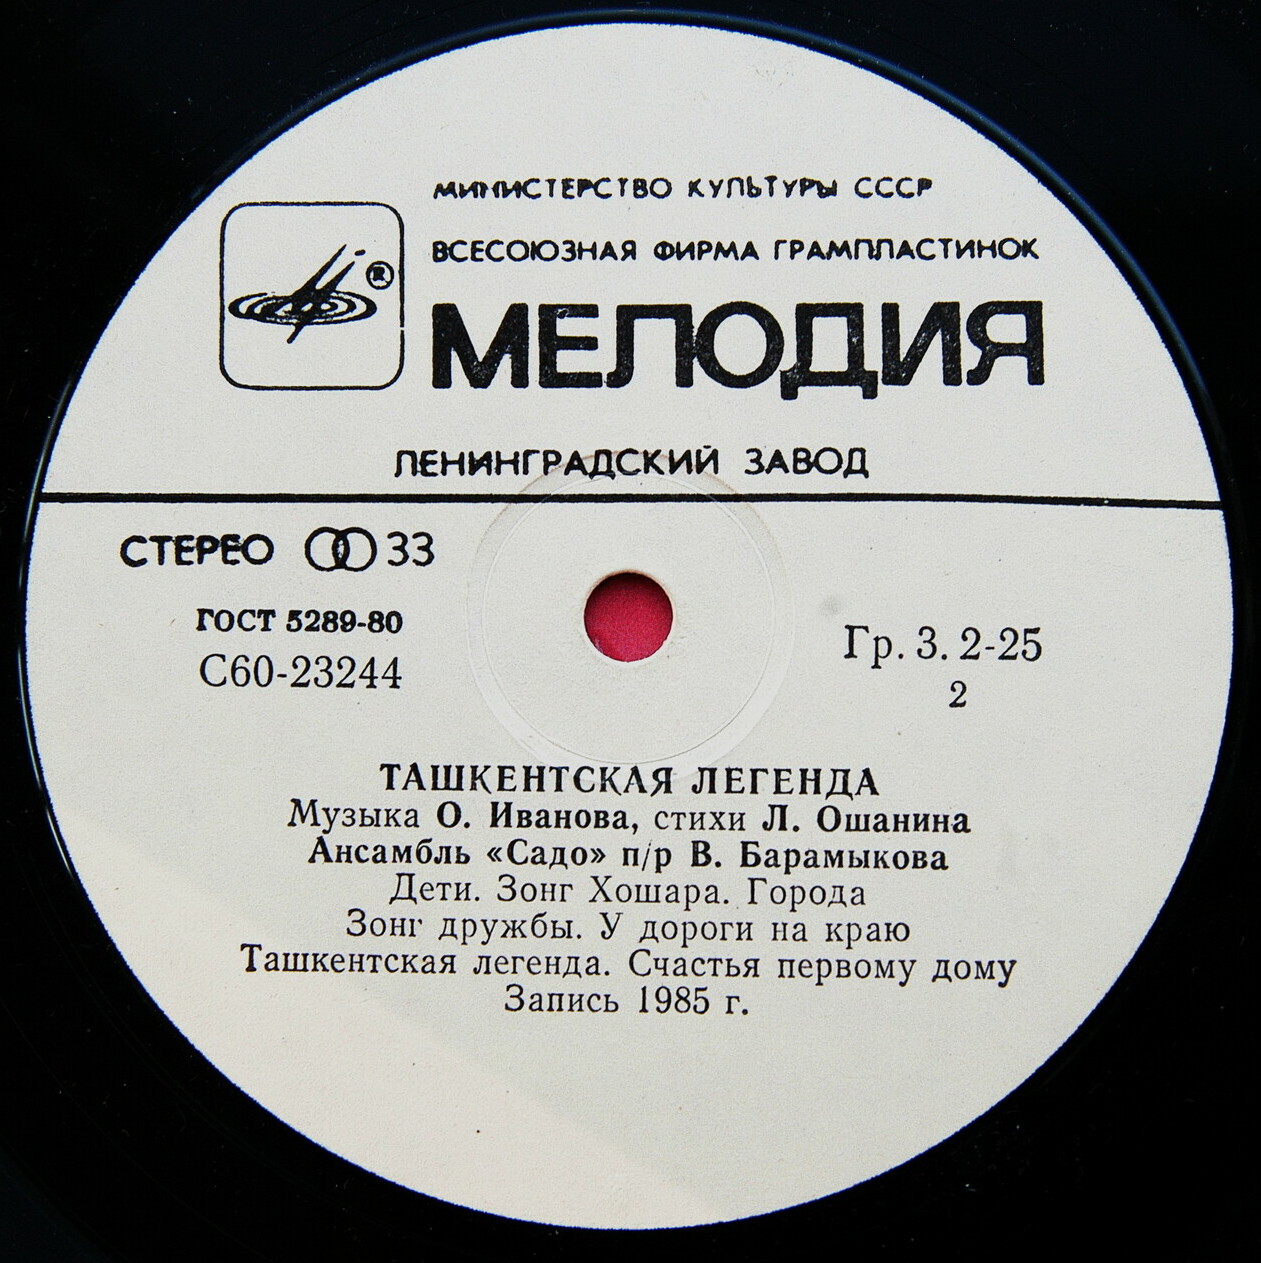 МИНИСТЕРСТВО КУЛЬТУРЫ СССР
ВСЕСОЮЗНАЯ ФИРМА ГРАМПЛАСТИНОК
®
МЕЛОДИЯ
ЛЕНИНГРАДСКИЙ ЗАВОД
СТЕРЕО 33
ГОСТ 5289-80
С60-23244
Гр. 3. 2-25
2
ТАШКЕНТСКАЯ ЛЕГЕНДА
Музыка О. Иванова, стихи Л. Ошанина
Ансамбль «Садо» п/р В. Барамыкова
Дети. Зонг Хошара. Города
Зонг дружбы. У дороги на краю
Ташкентская легенда. Счастья первому дому
Запись 1985 г.